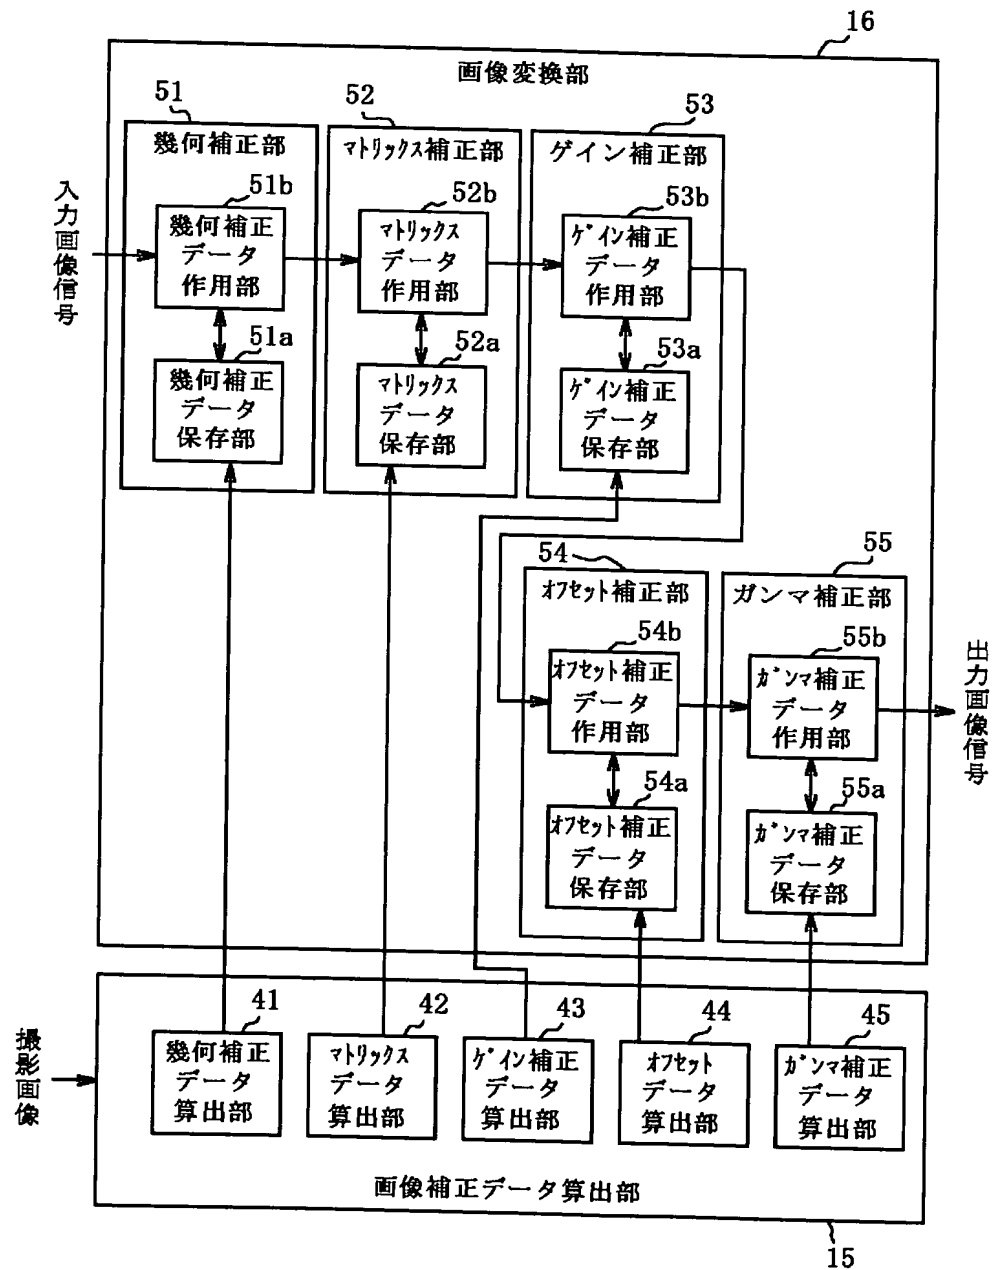 16
画像変換部
51
幾何補正部
52
マトリックス補正部
53
ゲイン補正部
入力画像信号
51b
幾何補正
データ
作用部
52b
マトリックス
データ
作用部
53b
ゲイン補正
データ
作用部
51a
幾何補正
データ
保存部
52a
マトリックス
データ
保存部
53a
ゲイン補正
データ
保存部
54
オフセット補正部
55
ガンマ補正部
54b
オフセット補正
データ
作用部
55b
ガンマ補正
データ
作用部
出力画像信号
54a
オフセット補正
データ
保存部
55a
ガンマ補正
データ
保存部
撮影画像
41
幾何補正
データ
算出部
42
マトリックス
データ
算出部
43
ゲイン補正
データ
算出部
44
オフセット
データ
算出部
45
ガンマ補正
データ
算出部
画像補正データ算出部
15